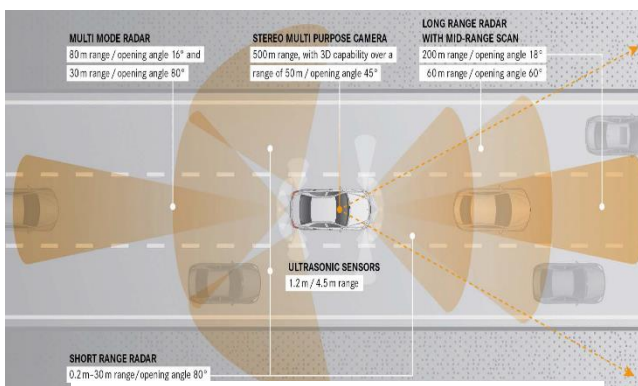 MULTI MODE RADAR
80 m range / opening angle 16° and
30 m range / opening angle 80°
STEREO MULTI PURPOSE CAMERA
500 m range, with 3D capability over a
range of 50 m / opening angle 45°
LONG RANGE RADAR
WITH MID-RANGE SCAN
200 m range / opening angle 18°
60 m range / opening angle 60°
ULTRASONIC SENSORS
1.2 m / 4.5 m range
SHORT RANGE RADAR
0.2 m–30 m range/opening angle 80°